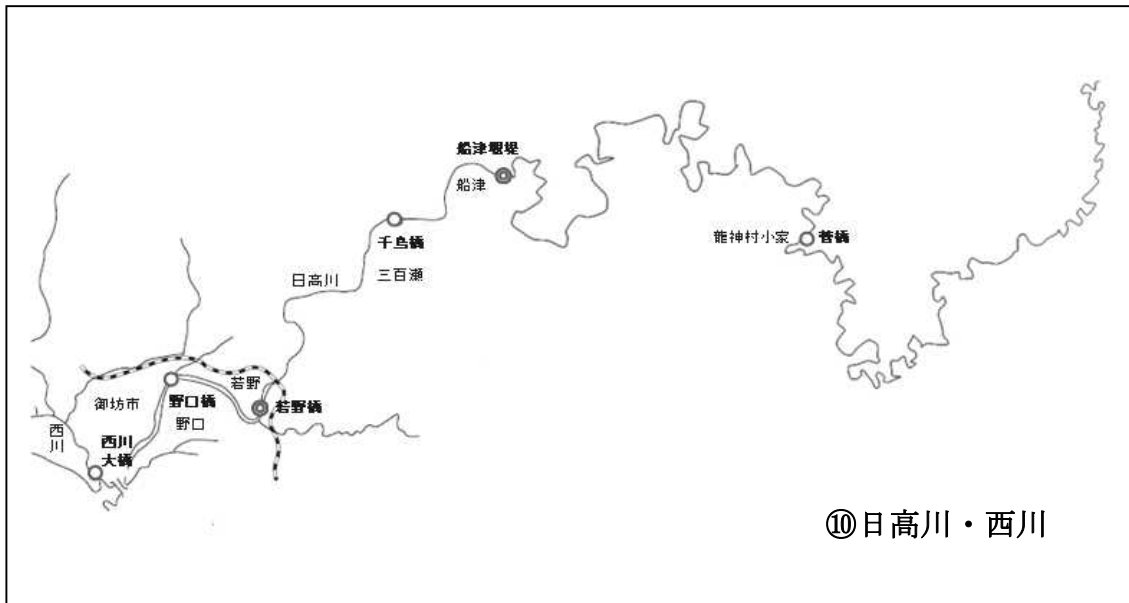 船津堰堤
船津
千鳥橋
三百瀬
日高川
龍神村小家
菅橋
若野
若野橋
御坊市
野口橋
野口
西川
西川
大橋
⑩日高川・西川